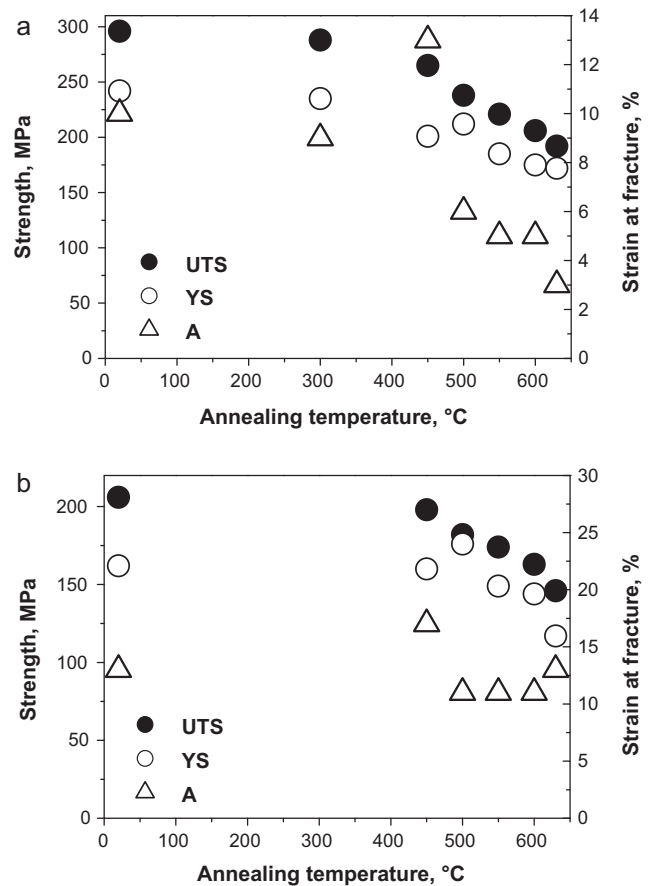 a
300
250
200
150
100
50
0
Strength, MPa
UTS
YS
A
14
12
10
8
6
4
2
0
Strain at fracture, %
0 100 200 300 400 500 600
Annealing temperature, °C
b
200
150
100
50
0
Strength, MPa
UTS
YS
A
30
25
20
15
10
5
0
Strain at fracture, %
0 100 200 300 400 500 600
Annealing temperature, °C